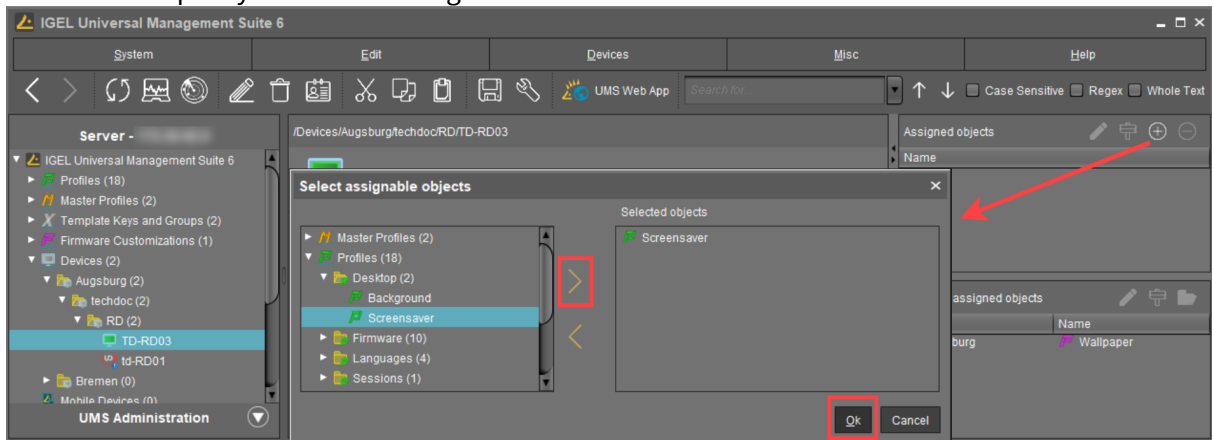 IGEL Universal Management Suite 6
System Edit Devices Misc Help
UMS Web App Search for... Case Sensitive Regex Whole Text
Server -
IGEL Universal Management Suite 6
Profiles (18)
Master Profiles (2)
Template Keys and Groups (2)
Firmware Customizations (1)
Devices (2)
Augsburg (2)
techdoc (2)
RD (2)
TD-RD03
td-RD01
Bremen (0)
Mobile Devices (0)
UMS Administration
/Devices/Augsburg/techdoc/RD/TD-RD03
Select assignable objects
Master Profiles (2)
Profiles (18)
Desktop (2)
Background
Screensaver
Firmware (10)
Languages (4)
Sessions (1)
Selected objects
Screensaver
Ok Cancel
Assigned objects
Name
assigned objects
Name
burg Wallpaper